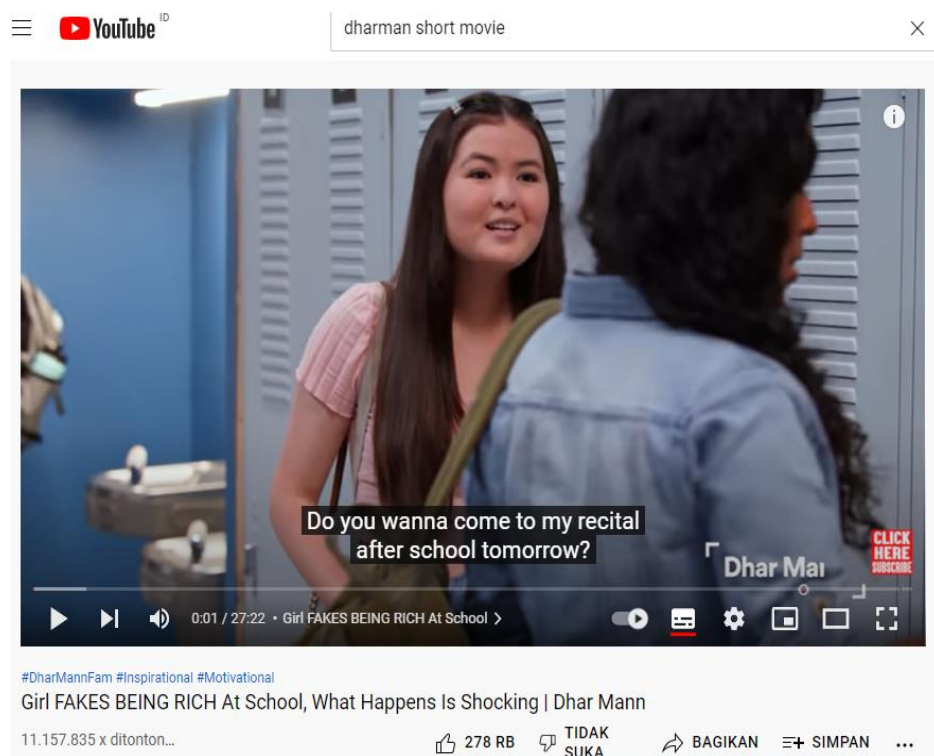 YouTube ID
dharman short movie
Do you wanna come to my recital
after school tomorrow?
Dhar Mai
CLICK
HERE
SUBSCRIBE
0:01 / 27:22 • Girl FAKES BEING RICH At School
#DharMannFam #Inspirational #Motivational
Girl FAKES BEING RICH At School, What Happens Is Shocking | Dhar Mann
11.157.835 x ditonton...
278 RB
TIDAK
SUKA
BAGIKAN
SIMPAN